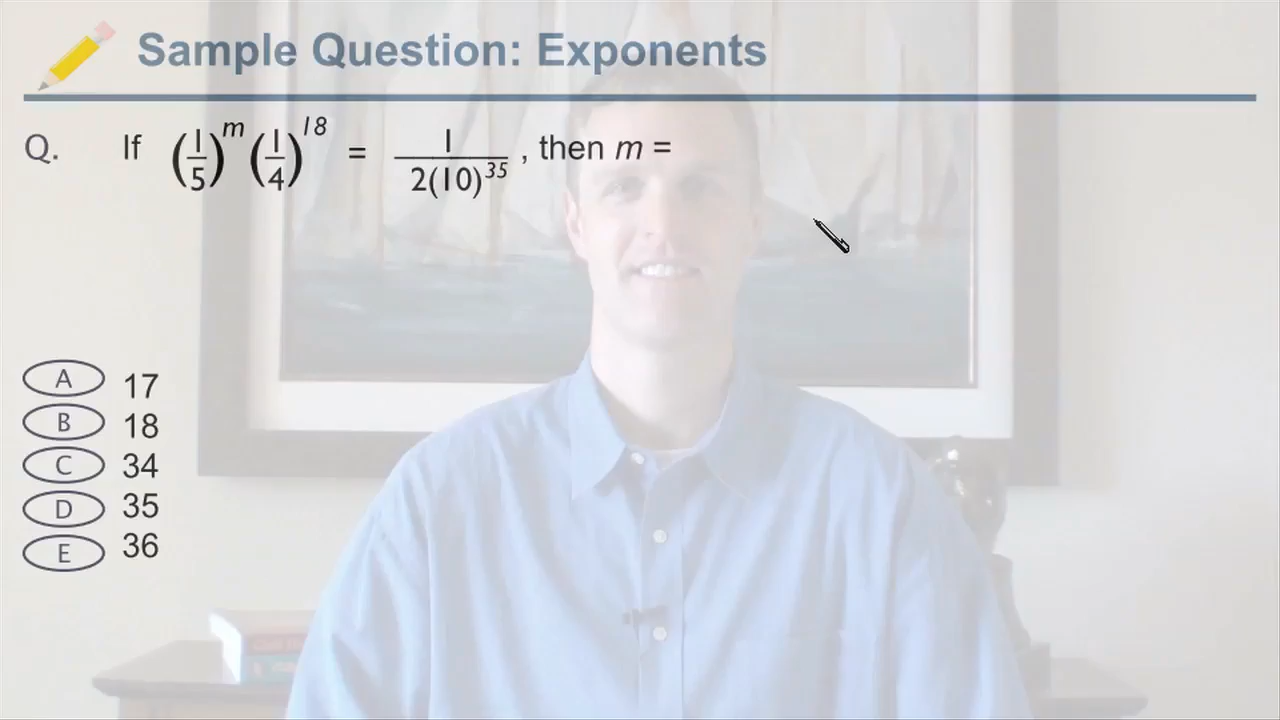 Sample Question: Exponents
Q. If (1/5)^m (1/4)^18 = 1/(2(10)^35), then m =
A 17
B 18
C 34
D 35
E 36